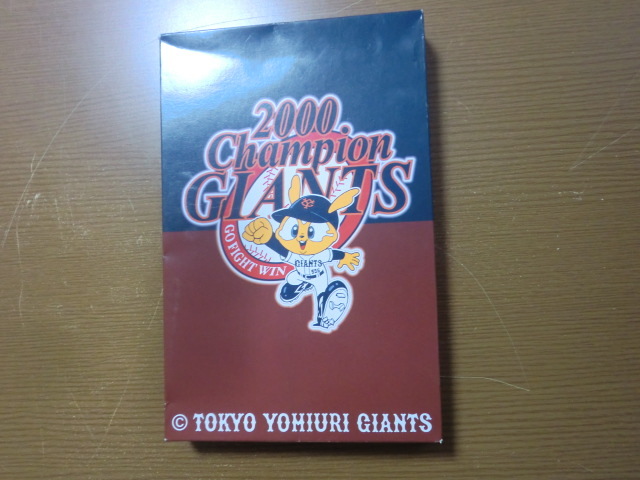 2000
Champion
GIANTS
GO FIGHT WIN
GIANTS
© TOKYO YOMIURI GIANTS